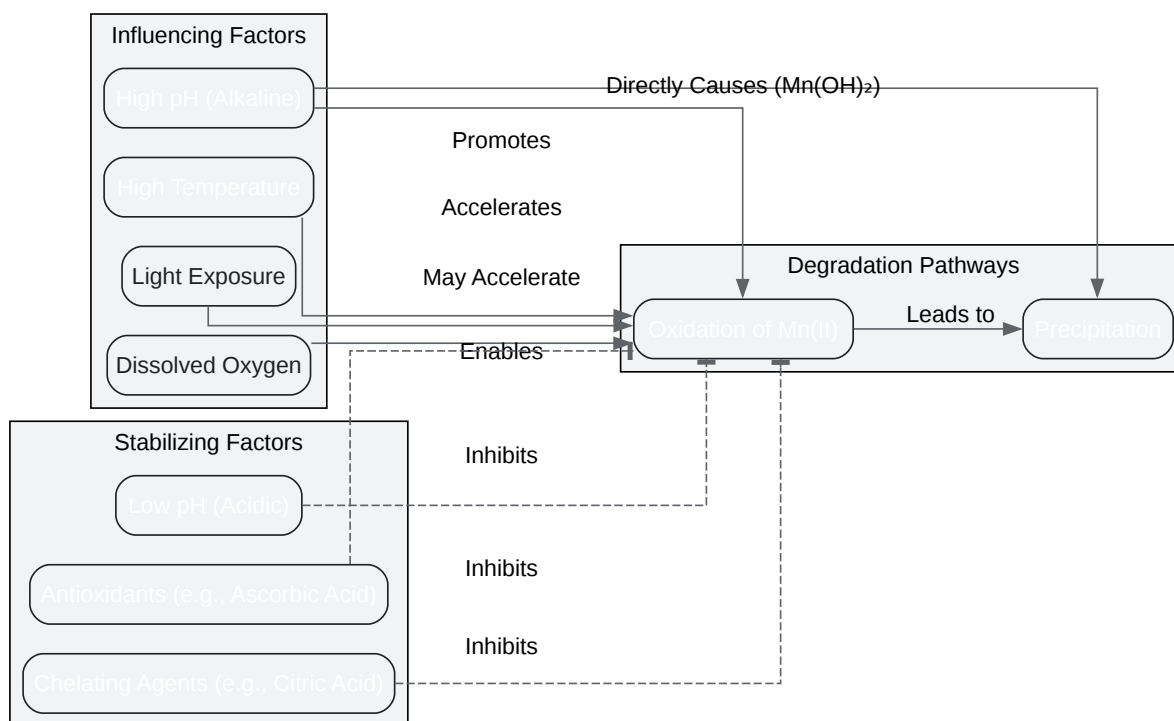 Influencing Factors
High pH (Alkaline)
Directly Causes (Mn(OH)₂)
Promotes
High Temperature
Accelerates
Light Exposure
May Accelerate
Dissolved Oxygen
Enables
Degradation Pathways
Oxidation of Mn(II)
Leads to
Precipitation
Stabilizing Factors
Low pH (Acidic)
Inhibits
Antioxidants (e.g., Ascorbic Acid)
Inhibits
Chelating Agents (e.g., Citric Acid)
Inhibits